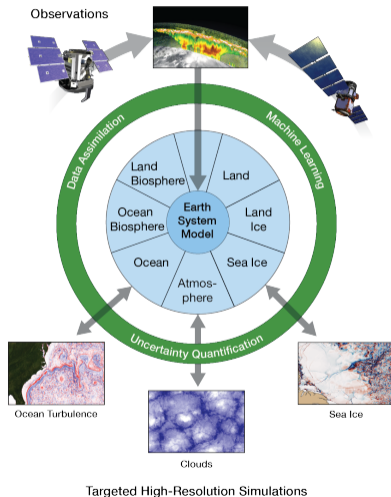 Observations
Data Assimilation
Machine Learning
Land
Biosphere
Land
Ocean
Biosphere
Earth
System
Model
Land
Ice
Ocean
Sea Ice
Atmos-
phere
Uncertainty Quantification
Ocean Turbulence
Sea Ice
Clouds
Targeted High-Resolution Simulations